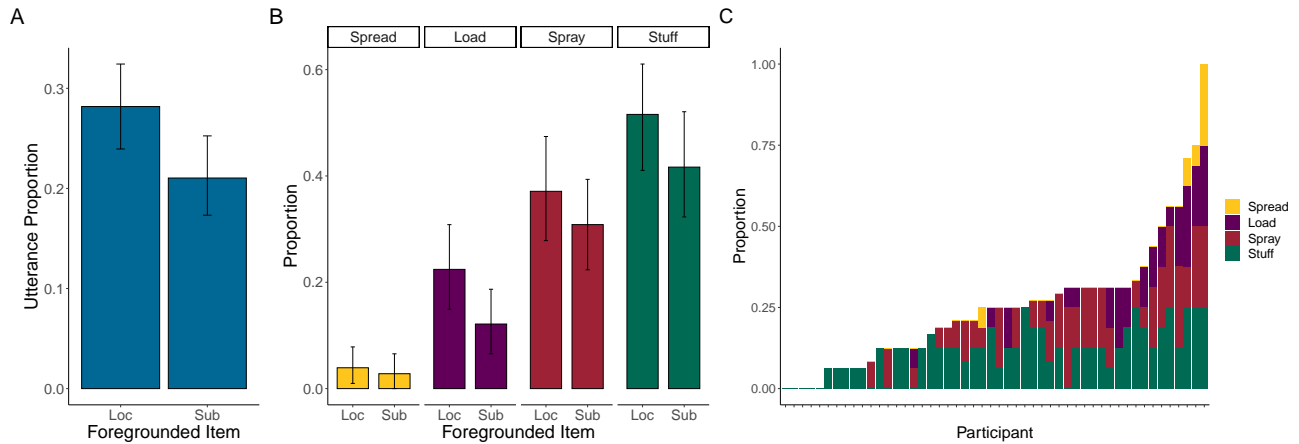 A
Utterance Proportion
0.3
0.2
0.1
0.0
Loc Sub
Foregrounded Item
B
Spread Load Spray Stuff
Proportion
0.6
0.4
0.2
0.0
Loc Sub Loc Sub Loc Sub Loc Sub
Foregrounded Item
C
Proportion
1.00
0.75
0.50
0.25
0.00
Participant
Spread
Load
Spray
Stuff